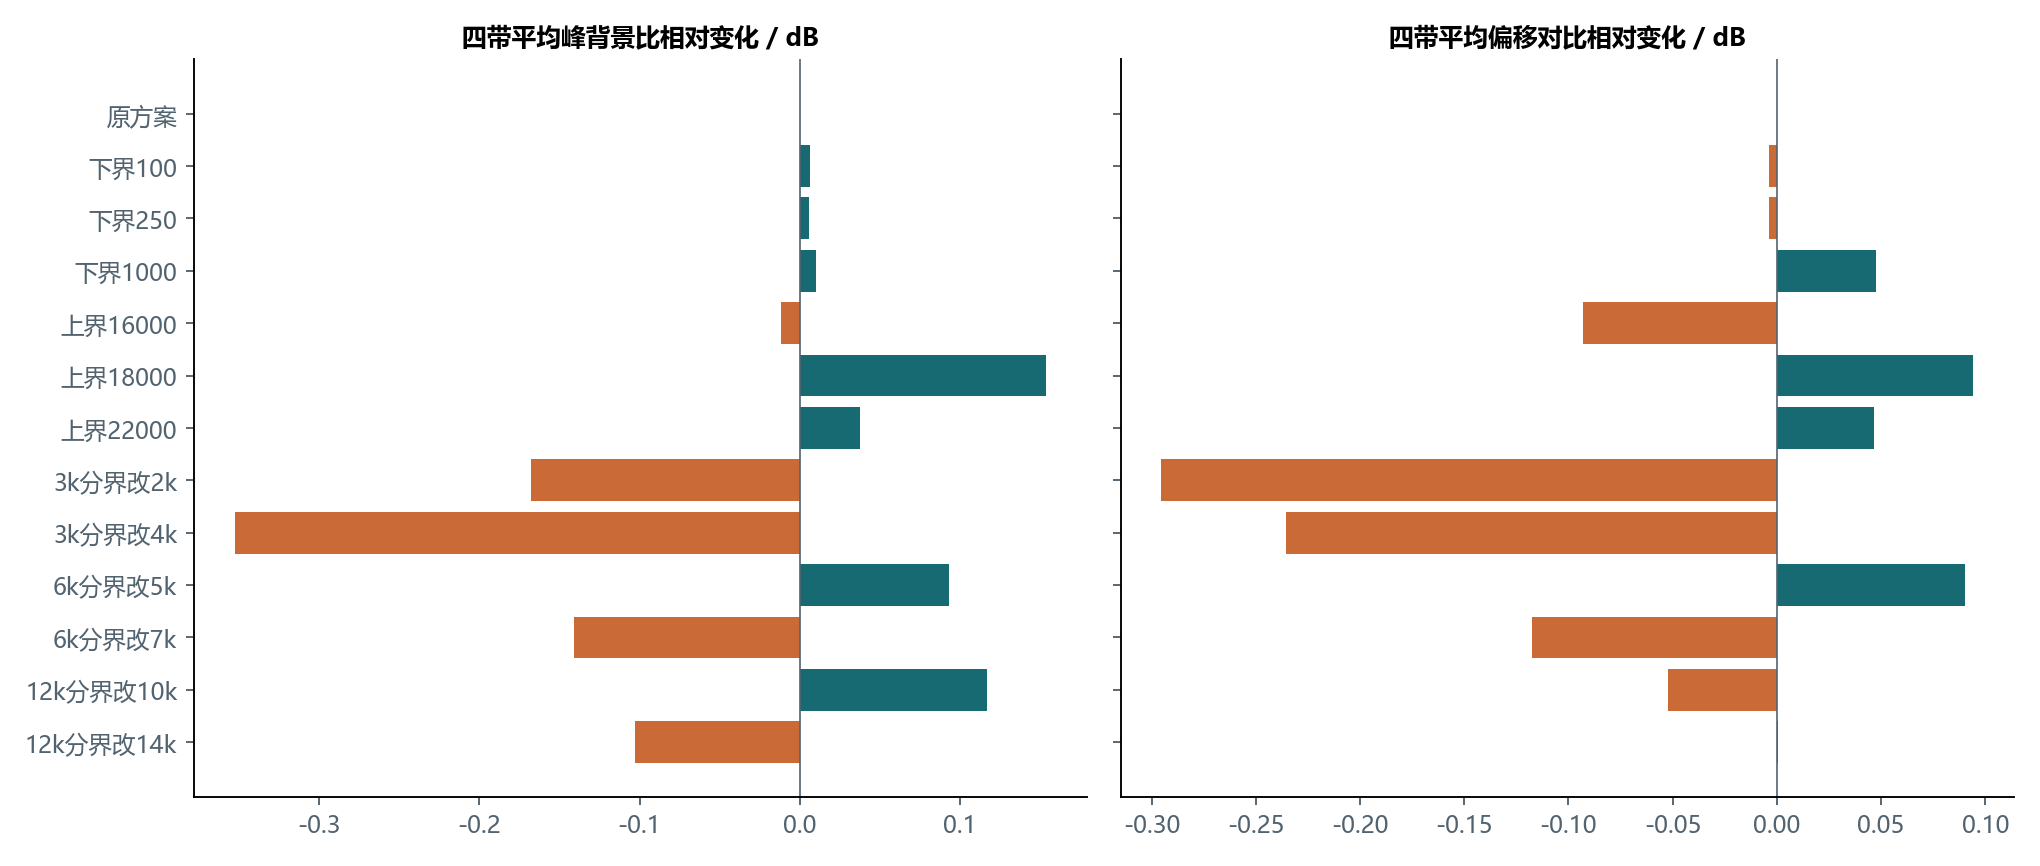 四带平均峰背景比相对变化 / dB
四带平均偏移对比相对变化 / dB
原方案
下界100
下界250
下界1000
上界16000
上界18000
上界22000
3k分界改2k
3k分界改4k
6k分界改5k
6k分界改7k
12k分界改10k
12k分界改14k
-0.3 -0.2 -0.1 0.0 0.1
-0.30 -0.25 -0.20 -0.15 -0.10 -0.05 0.00 0.05 0.10